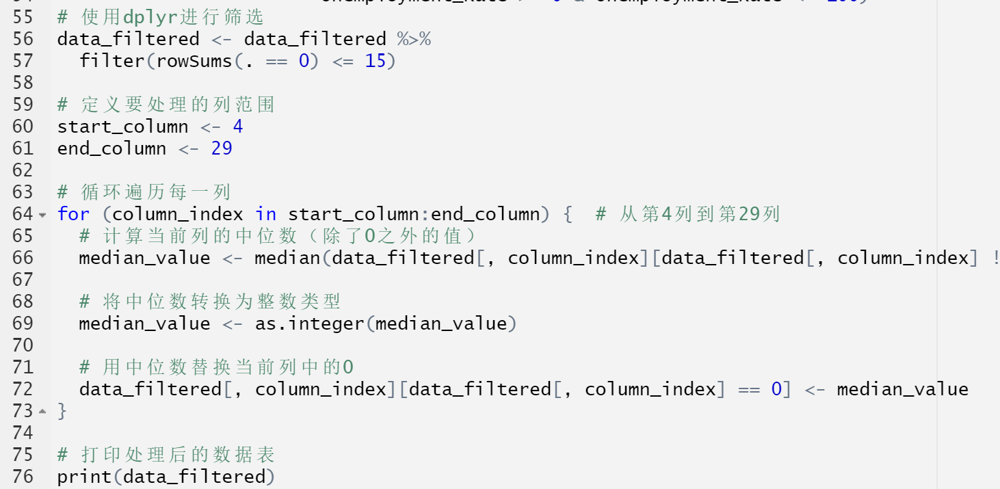 55 # 使用dplyr进行筛选
56 data_filtered <- data_filtered %>%
57 filter(rowSums(. == 0) <= 15)
58
59 # 定义要处理的列范围
60 start_column <- 4
61 end_column <- 29
62
63 # 循环遍历每一列
64 for (column_index in start_column:end_column) { # 从第4列到第29列
65 # 计算当前列的中位数（除了0之外的值）
66 median_value <- median(data_filtered[, column_index][data_filtered[, column_index] !
67
68 # 将中位数转换为整数类型
69 median_value <- as.integer(median_value)
70
71 # 用中位数替换当前列中的0
72 data_filtered[, column_index][data_filtered[, column_index] == 0] <- median_value
73 }
74
75 # 打印处理后的数据表
76 print(data_filtered)